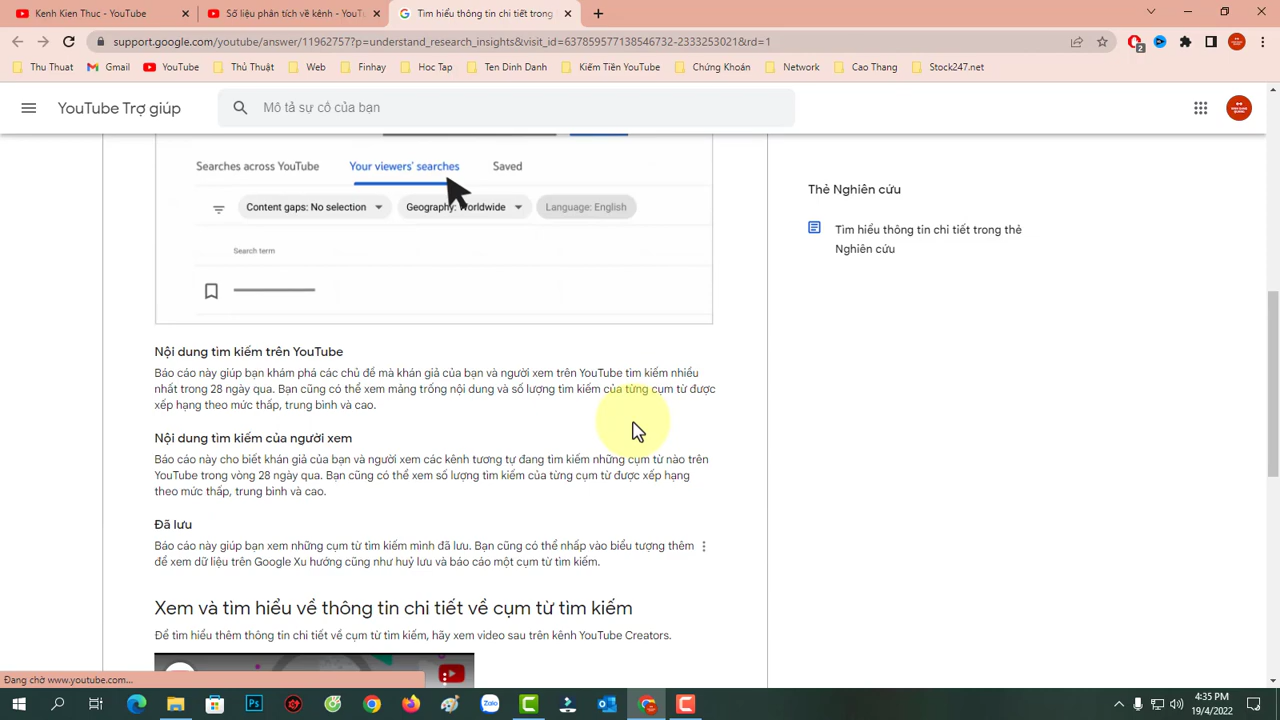 Kenh Kien Thuc - YouTube
Số liệu phân tích về kênh - YouTu
Tìm hiểu thông tin chi tiết trong
support.google.com/youtube/answer/11962757?p=understand_research_insights&visit_id=637859577138546732-2333253021&rd=1
2
Thu Thuat
Gmail
YouTube
Thủ Thuật
Web
Finhay
Hoc Tap
Ten Dinh Danh
Kiếm Tiền YouTube
Chứng Khoán
Network
Cao Thang
Stock247.net
YouTube Trợ giúp
Mô tả sự cố của bạn
Searches across YouTube
Your viewers' searches
Saved
Content gaps: No selection
Geography: Worldwide
Language: English
Search term
Nội dung tìm kiếm trên YouTube
Báo cáo này giúp bạn khám phá các chủ đề mà khán giả của bạn và người xem trên YouTube tìm kiếm nhiều
nhất trong 28 ngày qua. Bạn cũng có thể xem mảng trống nội dung và số lượng tìm kiếm của từng cụm từ được
xếp hạng theo mức thấp, trung bình và cao.
Nội dung tìm kiếm của người xem
Báo cáo này cho biết khán giả của bạn và người xem các kênh tương tự đang tìm kiếm những cụm từ nào trên
YouTube trong vòng 28 ngày qua. Bạn cũng có thể xem số lượng tìm kiếm của từng cụm từ được xếp hạng
theo mức thấp, trung bình và cao.
Đã lưu
Báo cáo này giúp bạn xem những cụm từ tìm kiếm mình đã lưu. Bạn cũng có thể nhấp vào biểu tượng thêm
để xem dữ liệu trên Google Xu hướng cũng như huỷ lưu và báo cáo một cụm từ tìm kiếm.
Xem và tìm hiểu về thông tin chi tiết về cụm từ tìm kiếm
Để tìm hiểu thêm thông tin chi tiết về cụm từ tìm kiếm, hãy xem video sau trên kênh YouTube Creators.
Thẻ Nghiên cứu
Tìm hiểu thông tin chi tiết trong thẻ
Nghiên cứu
Đang chờ www.youtube.com...
Zalo
4:35 PM
19/4/2022